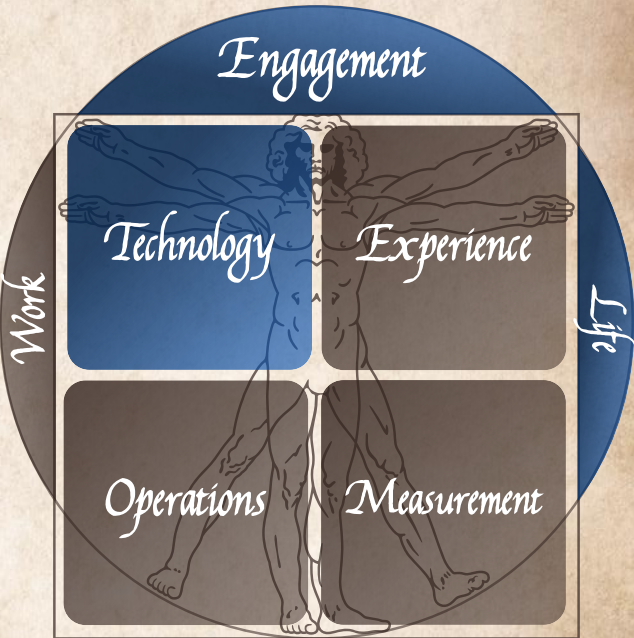 Engagement
Technology
Experience
Work
Life
Operations
Measurement